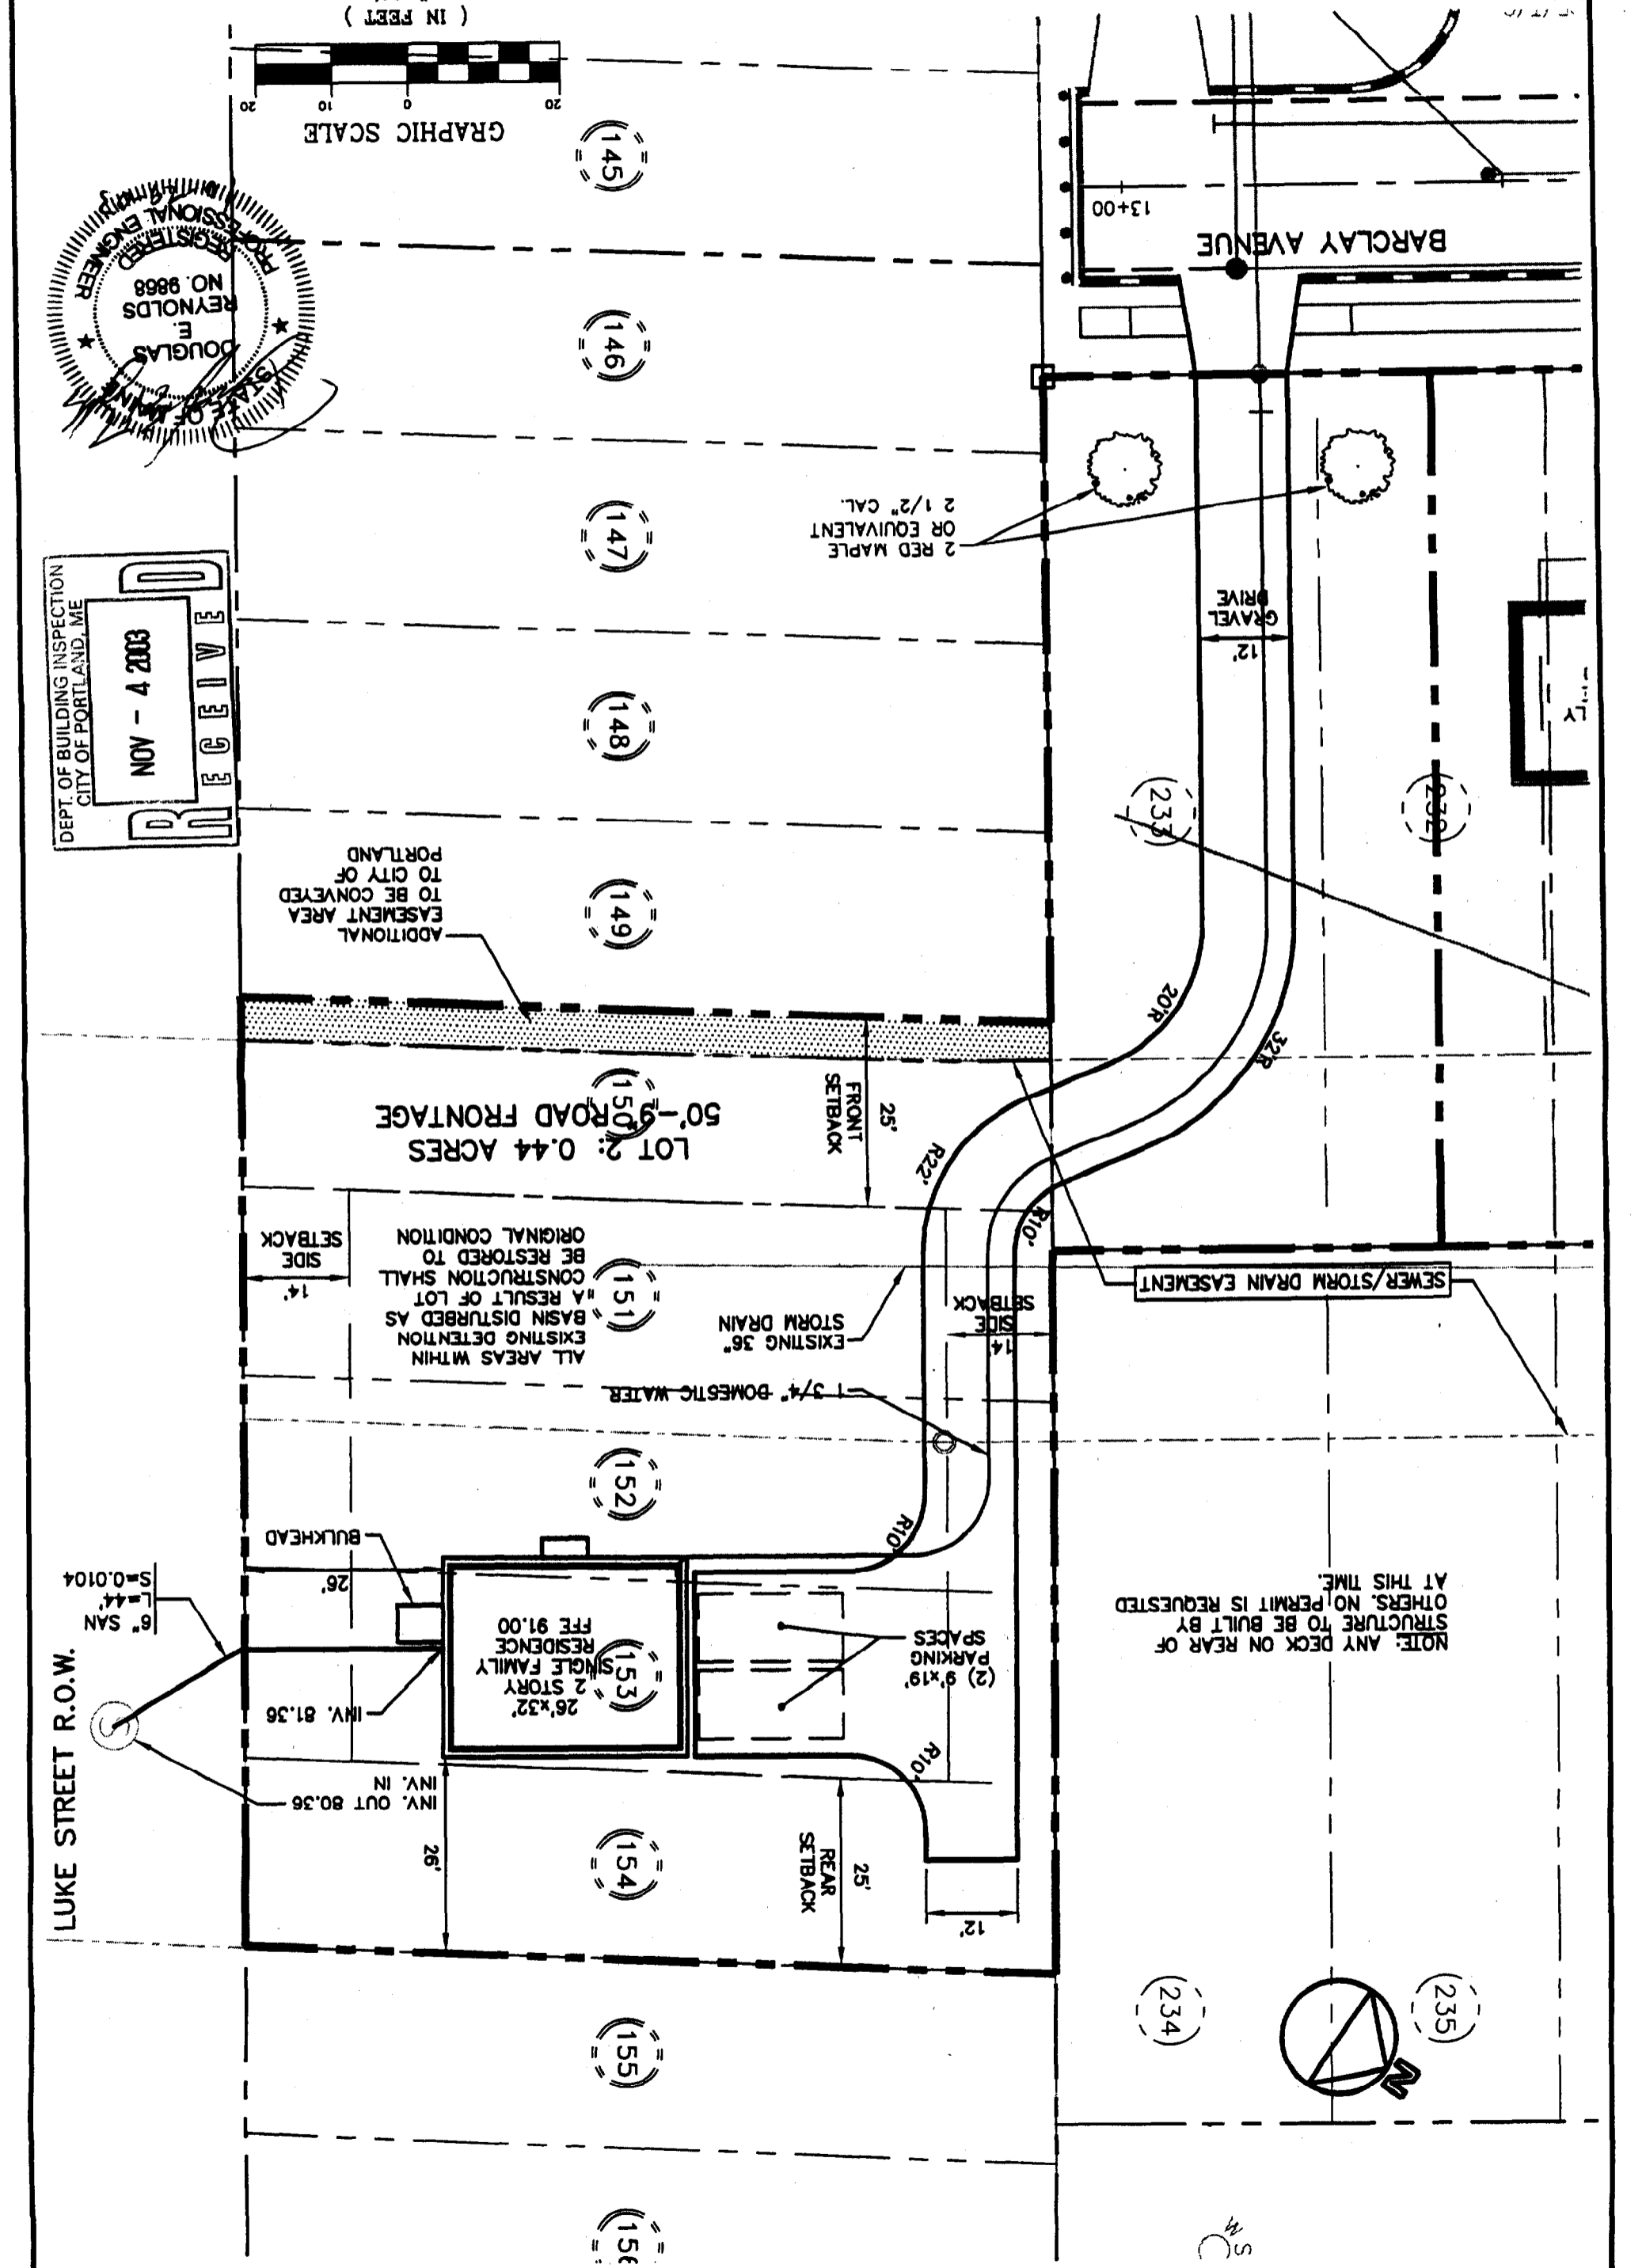 ( IN FEET )
20
10
0
20
GRAPHIC SCALE
STATE OF MAINE
DOUGLAS
E.
REYNOLDS
NO. 9868
REGISTERED
PROFESSIONAL ENGINEER
DEPT. OF BUILDING INSPECTION
CITY OF PORTLAND, ME
NOV - 4 2003
RECEIVED
(145)
(146)
(147)
(148)
(149)
(150)
(151)
(152)
(153)
(154)
(155)
(156
13+00
BARCLAY AVENUE
2 RED MAPLE
OR EQUIVALENT
2 1/2" CAL.
12'
GRAVEL
DRIVE
(233)
(232)
ADDITIONAL
EASEMENT AREA
TO BE CONVEYED
TO CITY OF
PORTLAND
20'R
32'R
R22'
R10'
25'
FRONT
SETBACK
LOT 2: 0.44 ACRES
50'-9" ROAD FRONTAGE
14'
SIDE
SETBACK
ALL AREAS WITHIN
EXISTING DETENTION
BASIN DISTURBED AS
A RESULT OF LOT
CONSTRUCTION SHALL
BE RESTORED TO
ORIGINAL CONDITION
EXISTING 36"
STORM DRAIN
14'
SIDE
SETBACK
SEWER/STORM DRAIN EASEMENT
1 3/4" DOMESTIC WATER
R10'
BULKHEAD
26'
6" SAN
L=44'
S=0.0104
26'x32'
2 STORY
SINGLE FAMILY
RESIDENCE
FFE 91.00
(2) 9'x19'
PARKING
SPACES
NOTE: ANY DECK ON REAR OF
STRUCTURE TO BE BUILT BY
OTHERS. NO PERMIT IS REQUESTED
AT THIS TIME.
INV. 81.36
INV. IN
INV. OUT 80.36
S
LUKE STREET R.O.W.
26'
R10'
25'
REAR
SETBACK
12'
(234)
(235)
N